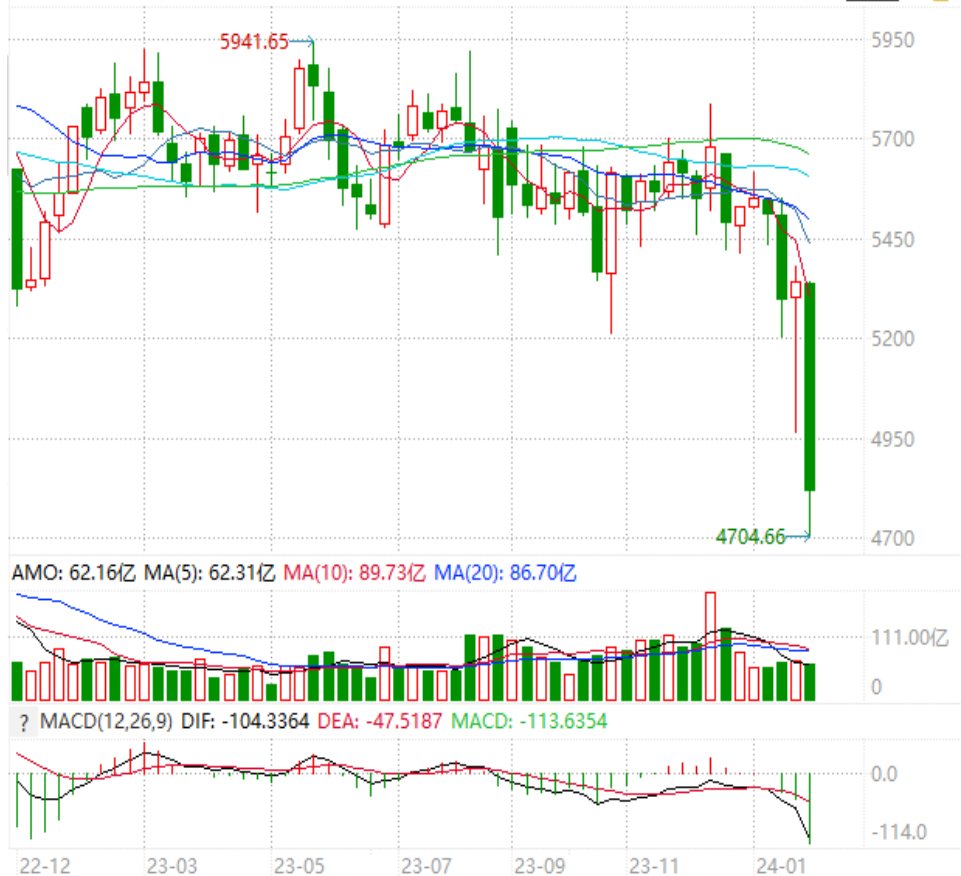 5941.65
5950
5700
5450
5200
4950
4704.66
4700
AMO: 62.16亿 MA(5): 62.31亿 MA(10): 89.73亿 MA(20): 86.70亿
111.00亿
0
? MACD(12,26,9) DIF: -104.3364 DEA: -47.5187 MACD: -113.6354
0.0
-114.0
22-12 23-03 23-05 23-07 23-09 23-11 24-01